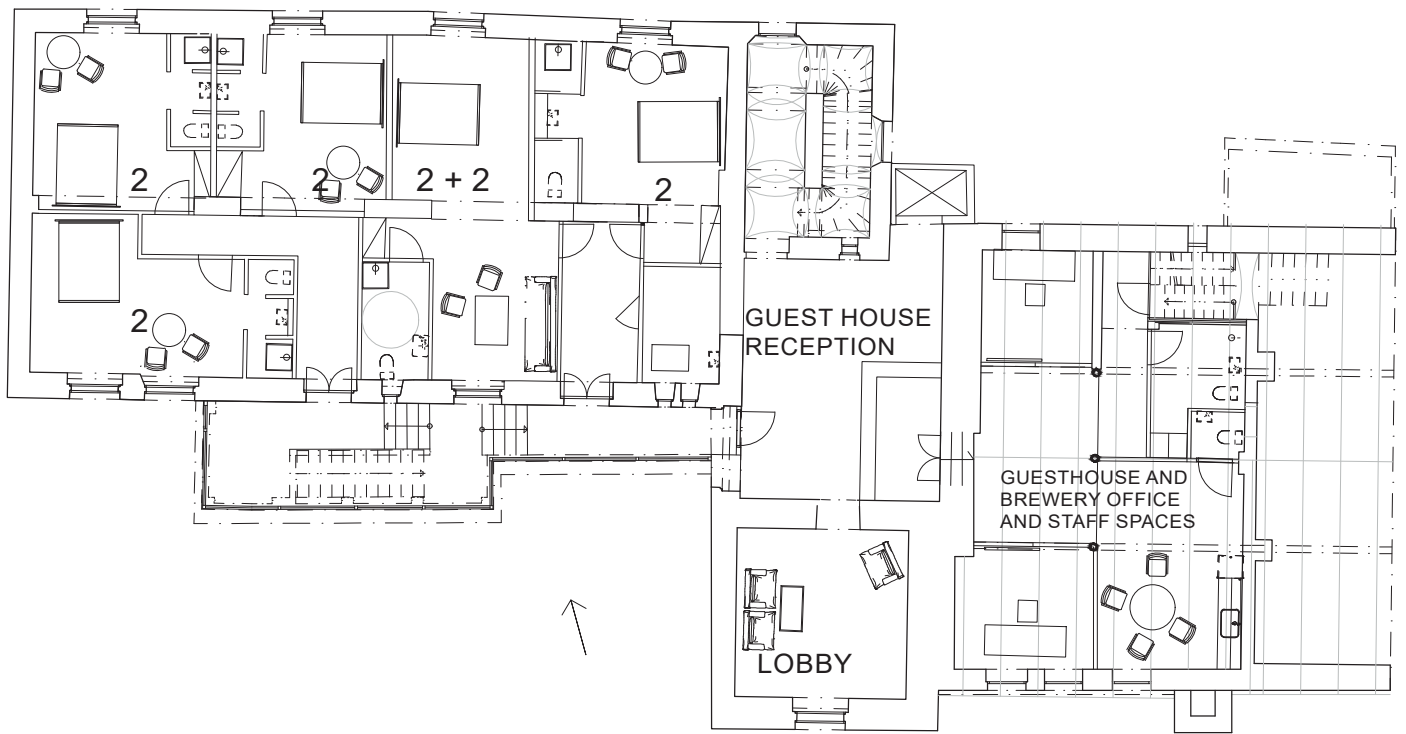 2
2
2 + 2
2
2
GUEST HOUSE
RECEPTION
GUESTHOUSE AND
BREWERY OFFICE
AND STAFF SPACES
LOBBY